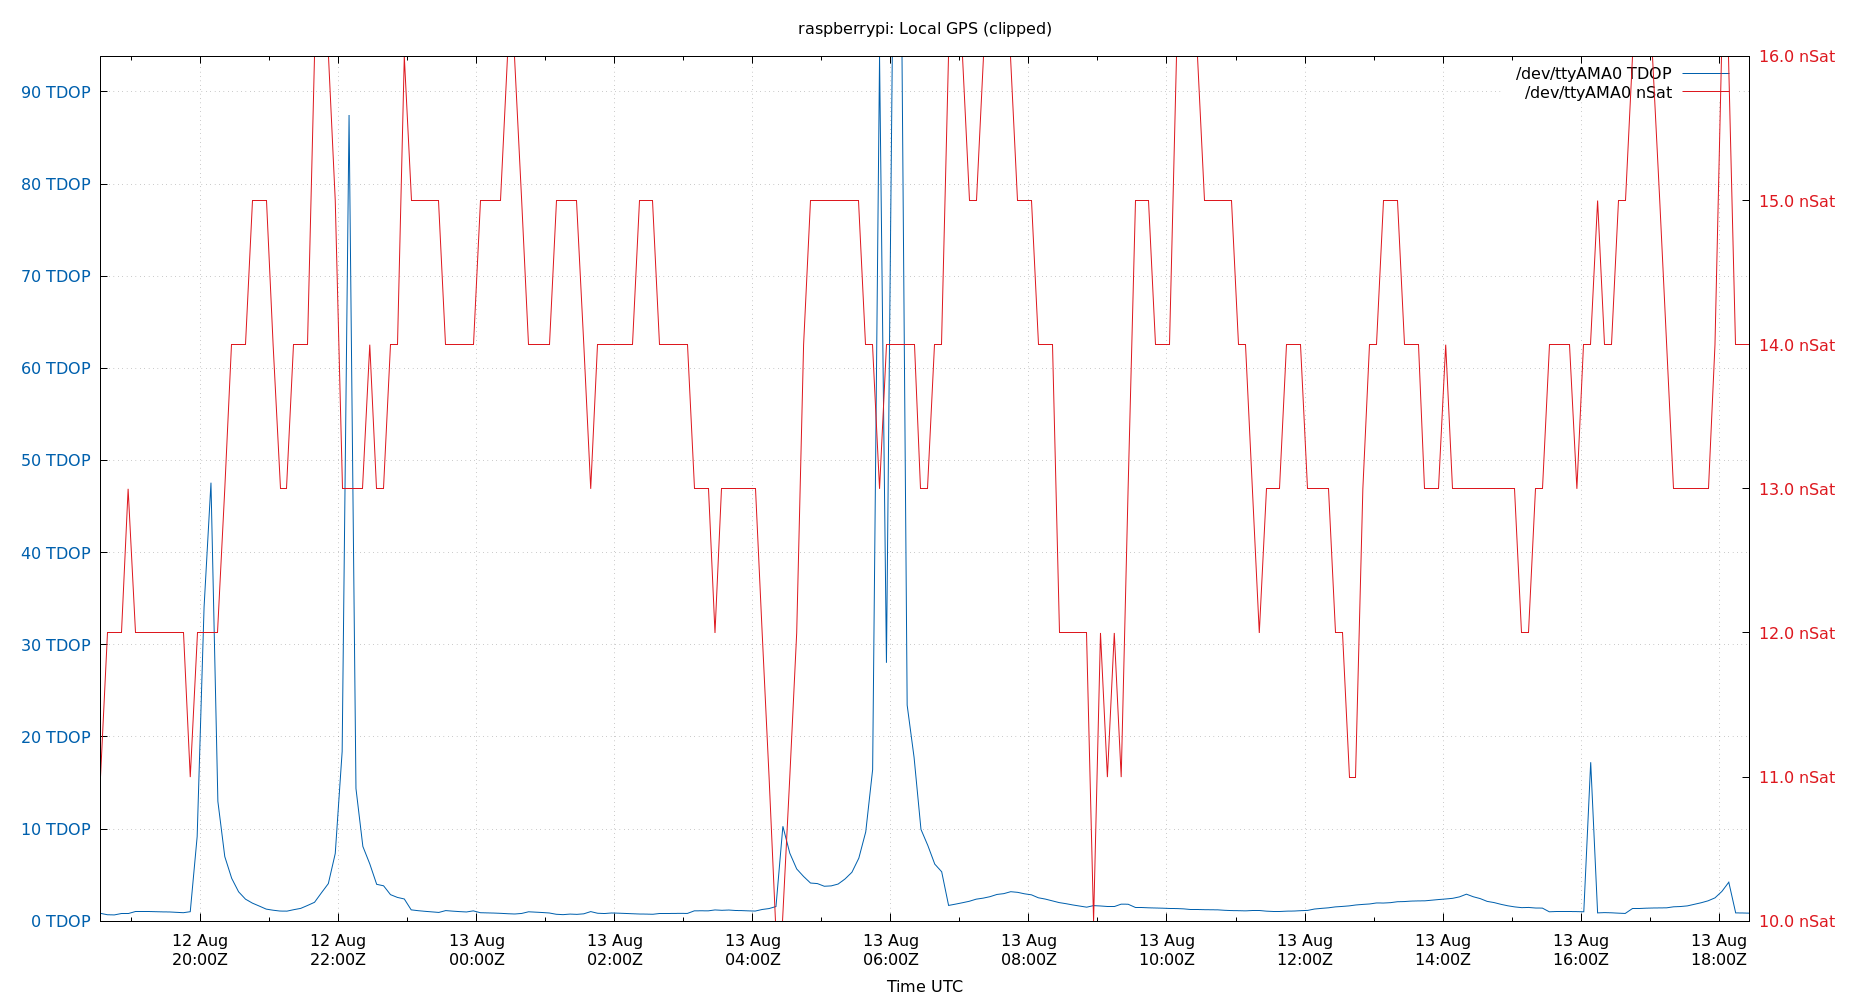 raspberrypi: Local GPS (clipped)
/dev/ttyAMA0 TDOP
/dev/ttyAMA0 nSat
90 TDOP
80 TDOP
70 TDOP
60 TDOP
50 TDOP
40 TDOP
30 TDOP
20 TDOP
10 TDOP
0 TDOP
16.0 nSat
15.0 nSat
14.0 nSat
13.0 nSat
12.0 nSat
11.0 nSat
10.0 nSat
12 Aug
20:00Z
12 Aug
22:00Z
13 Aug
00:00Z
13 Aug
02:00Z
13 Aug
04:00Z
13 Aug
06:00Z
13 Aug
08:00Z
13 Aug
10:00Z
13 Aug
12:00Z
13 Aug
14:00Z
13 Aug
16:00Z
13 Aug
18:00Z
Time UTC